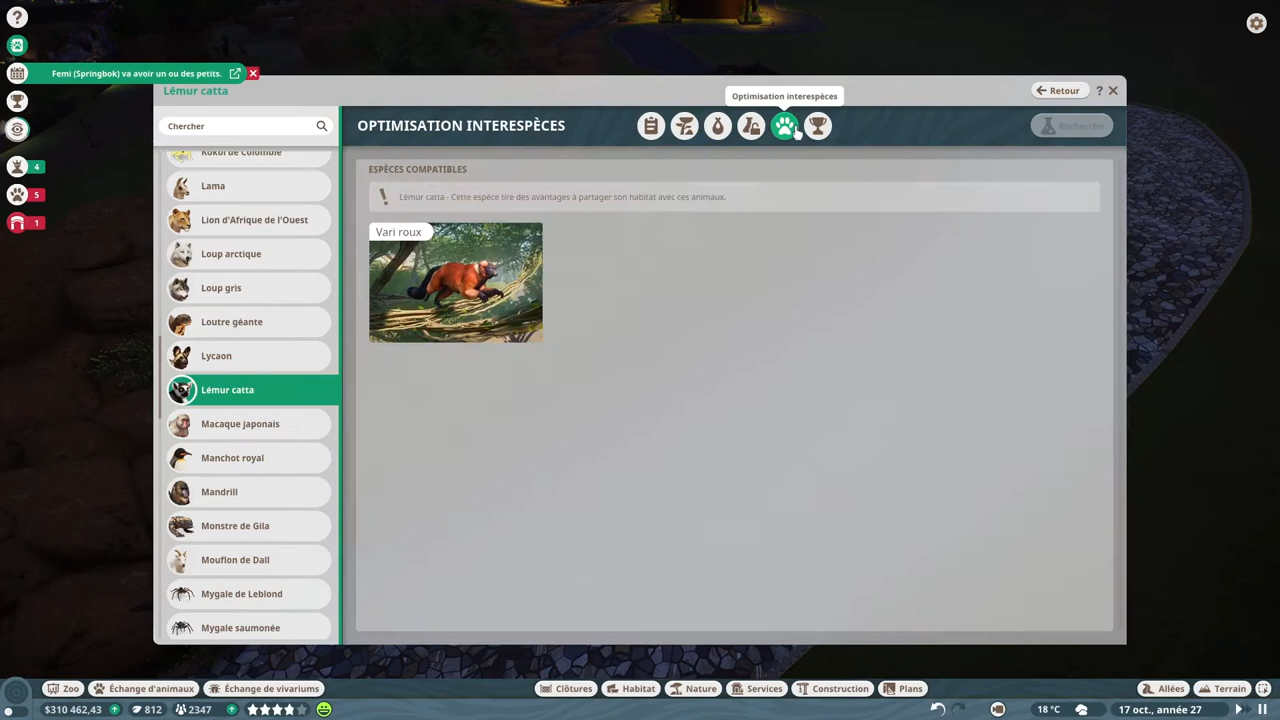 ?
Femi (Springbok) va avoir un ou des petits.
Lémur catta
Optimisation interespèces
Retour
?
Chercher
OPTIMISATION INTERESPÈCES
Recherche
Kokoï de Colombie
Lama
Lion d'Afrique de l'Ouest
Loup arctique
Loup gris
Loutre géante
Lycaon
Lémur catta
Macaque japonais
Manchot royal
Mandrill
Monstre de Gila
Mouflon de Dall
Mygale de Leblond
Mygale saumonée
ESPÈCES COMPATIBLES
Lémur catta - Cette espèce tire des avantages à partager son habitat avec ces animaux.
Vari roux
4
5
1
Zoo
Échange d'animaux
Échange de vivariums
Clôtures
Habitat
Nature
Services
Construction
Plans
Allées
Terrain
$310 462,43
812
2347
18 °C
17 oct., année 27